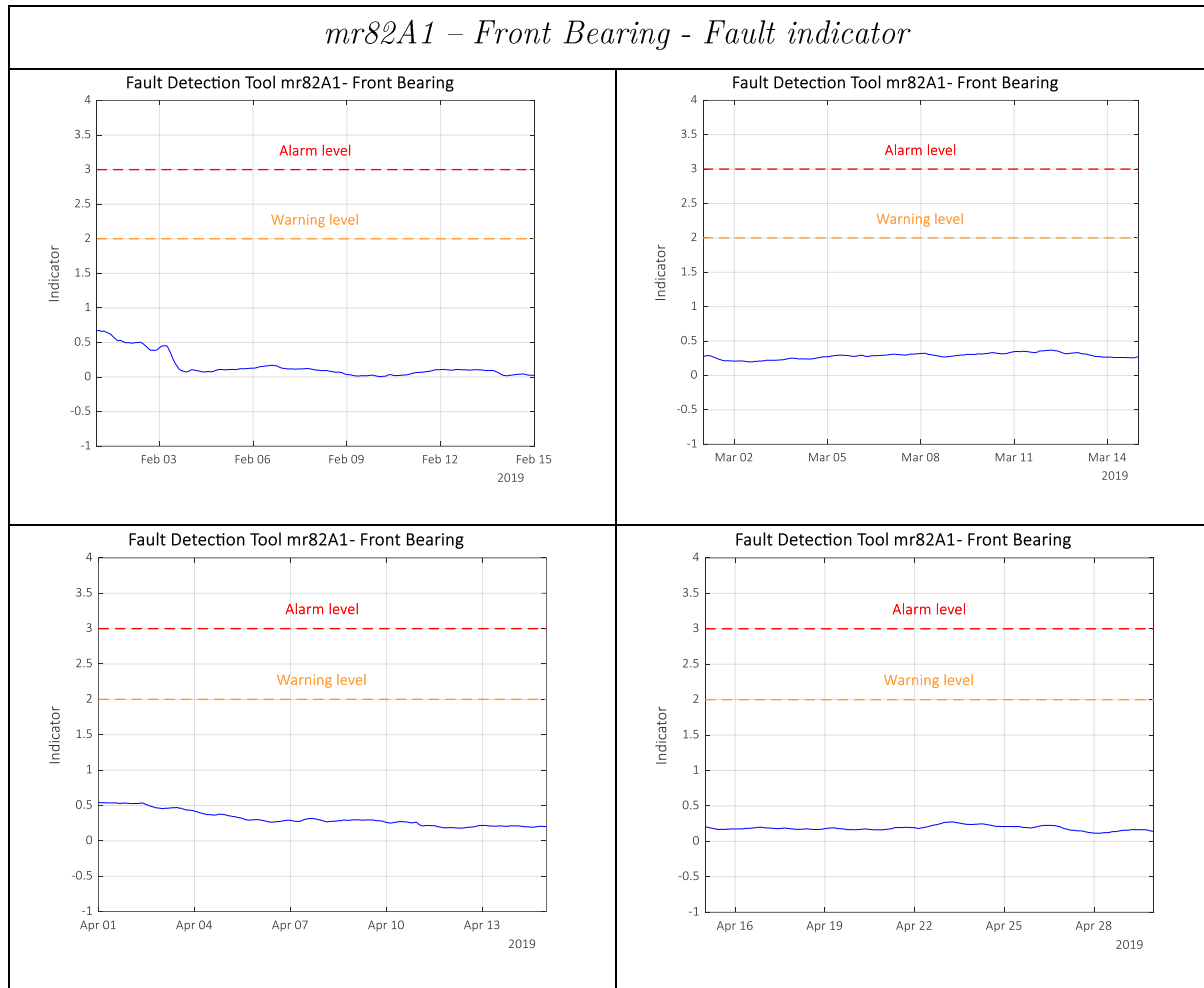 mr82A1 – Front Bearing - Fault indicator
Fault Detection Tool mr82A1- Front Bearing
4
3.5
Alarm level
3
2.5
Warning level
2
1.5
Indicator
1
0.5
0
-0.5
-1
Feb 03 Feb 06 Feb 09 Feb 12 Feb 15
2019
Fault Detection Tool mr82A1- Front Bearing
4
3.5
Alarm level
3
2.5
Warning level
2
1.5
Indicator
1
0.5
0
-0.5
-1
Mar 02 Mar 05 Mar 08 Mar 11 Mar 14
2019
Fault Detection Tool mr82A1- Front Bearing
4
3.5
Alarm level
3
2.5
Warning level
2
1.5
Indicator
1
0.5
0
-0.5
-1
Apr 01 Apr 04 Apr 07 Apr 10 Apr 13
2019
Fault Detection Tool mr82A1- Front Bearing
4
3.5
Alarm level
3
2.5
Warning level
2
1.5
Indicator
1
0.5
0
-0.5
-1
Apr 16 Apr 19 Apr 22 Apr 25 Apr 28
2019